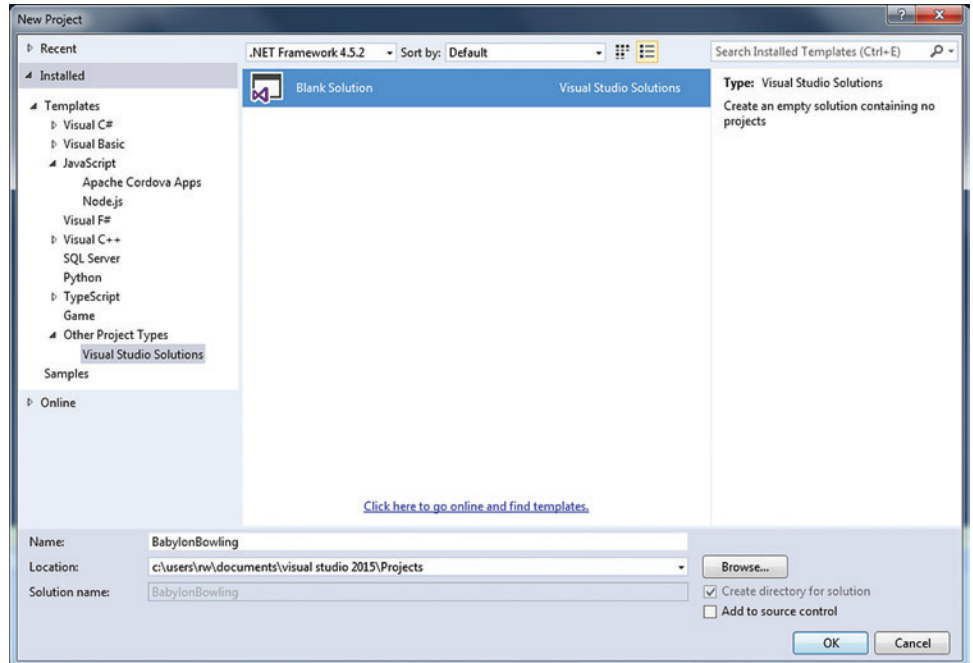 New Project
Recent
Installed
Templates
Visual C#
Visual Basic
JavaScript
Apache Cordova Apps
Node.js
Visual F#
Visual C++
SQL Server
Python
TypeScript
Game
Other Project Types
Visual Studio Solutions
Samples
Online
.NET Framework 4.5.2 Sort by: Default
Blank Solution Visual Studio Solutions
Click here to go online and find templates.
Search Installed Templates (Ctrl+E)
Type: Visual Studio Solutions
Create an empty solution containing no
projects
Name: BabylonBowling
Location: c:\users\rw\documents\visual studio 2015\Projects
Browse...
Solution name: BabylonBowling
Create directory for solution
Add to source control
OK Cancel